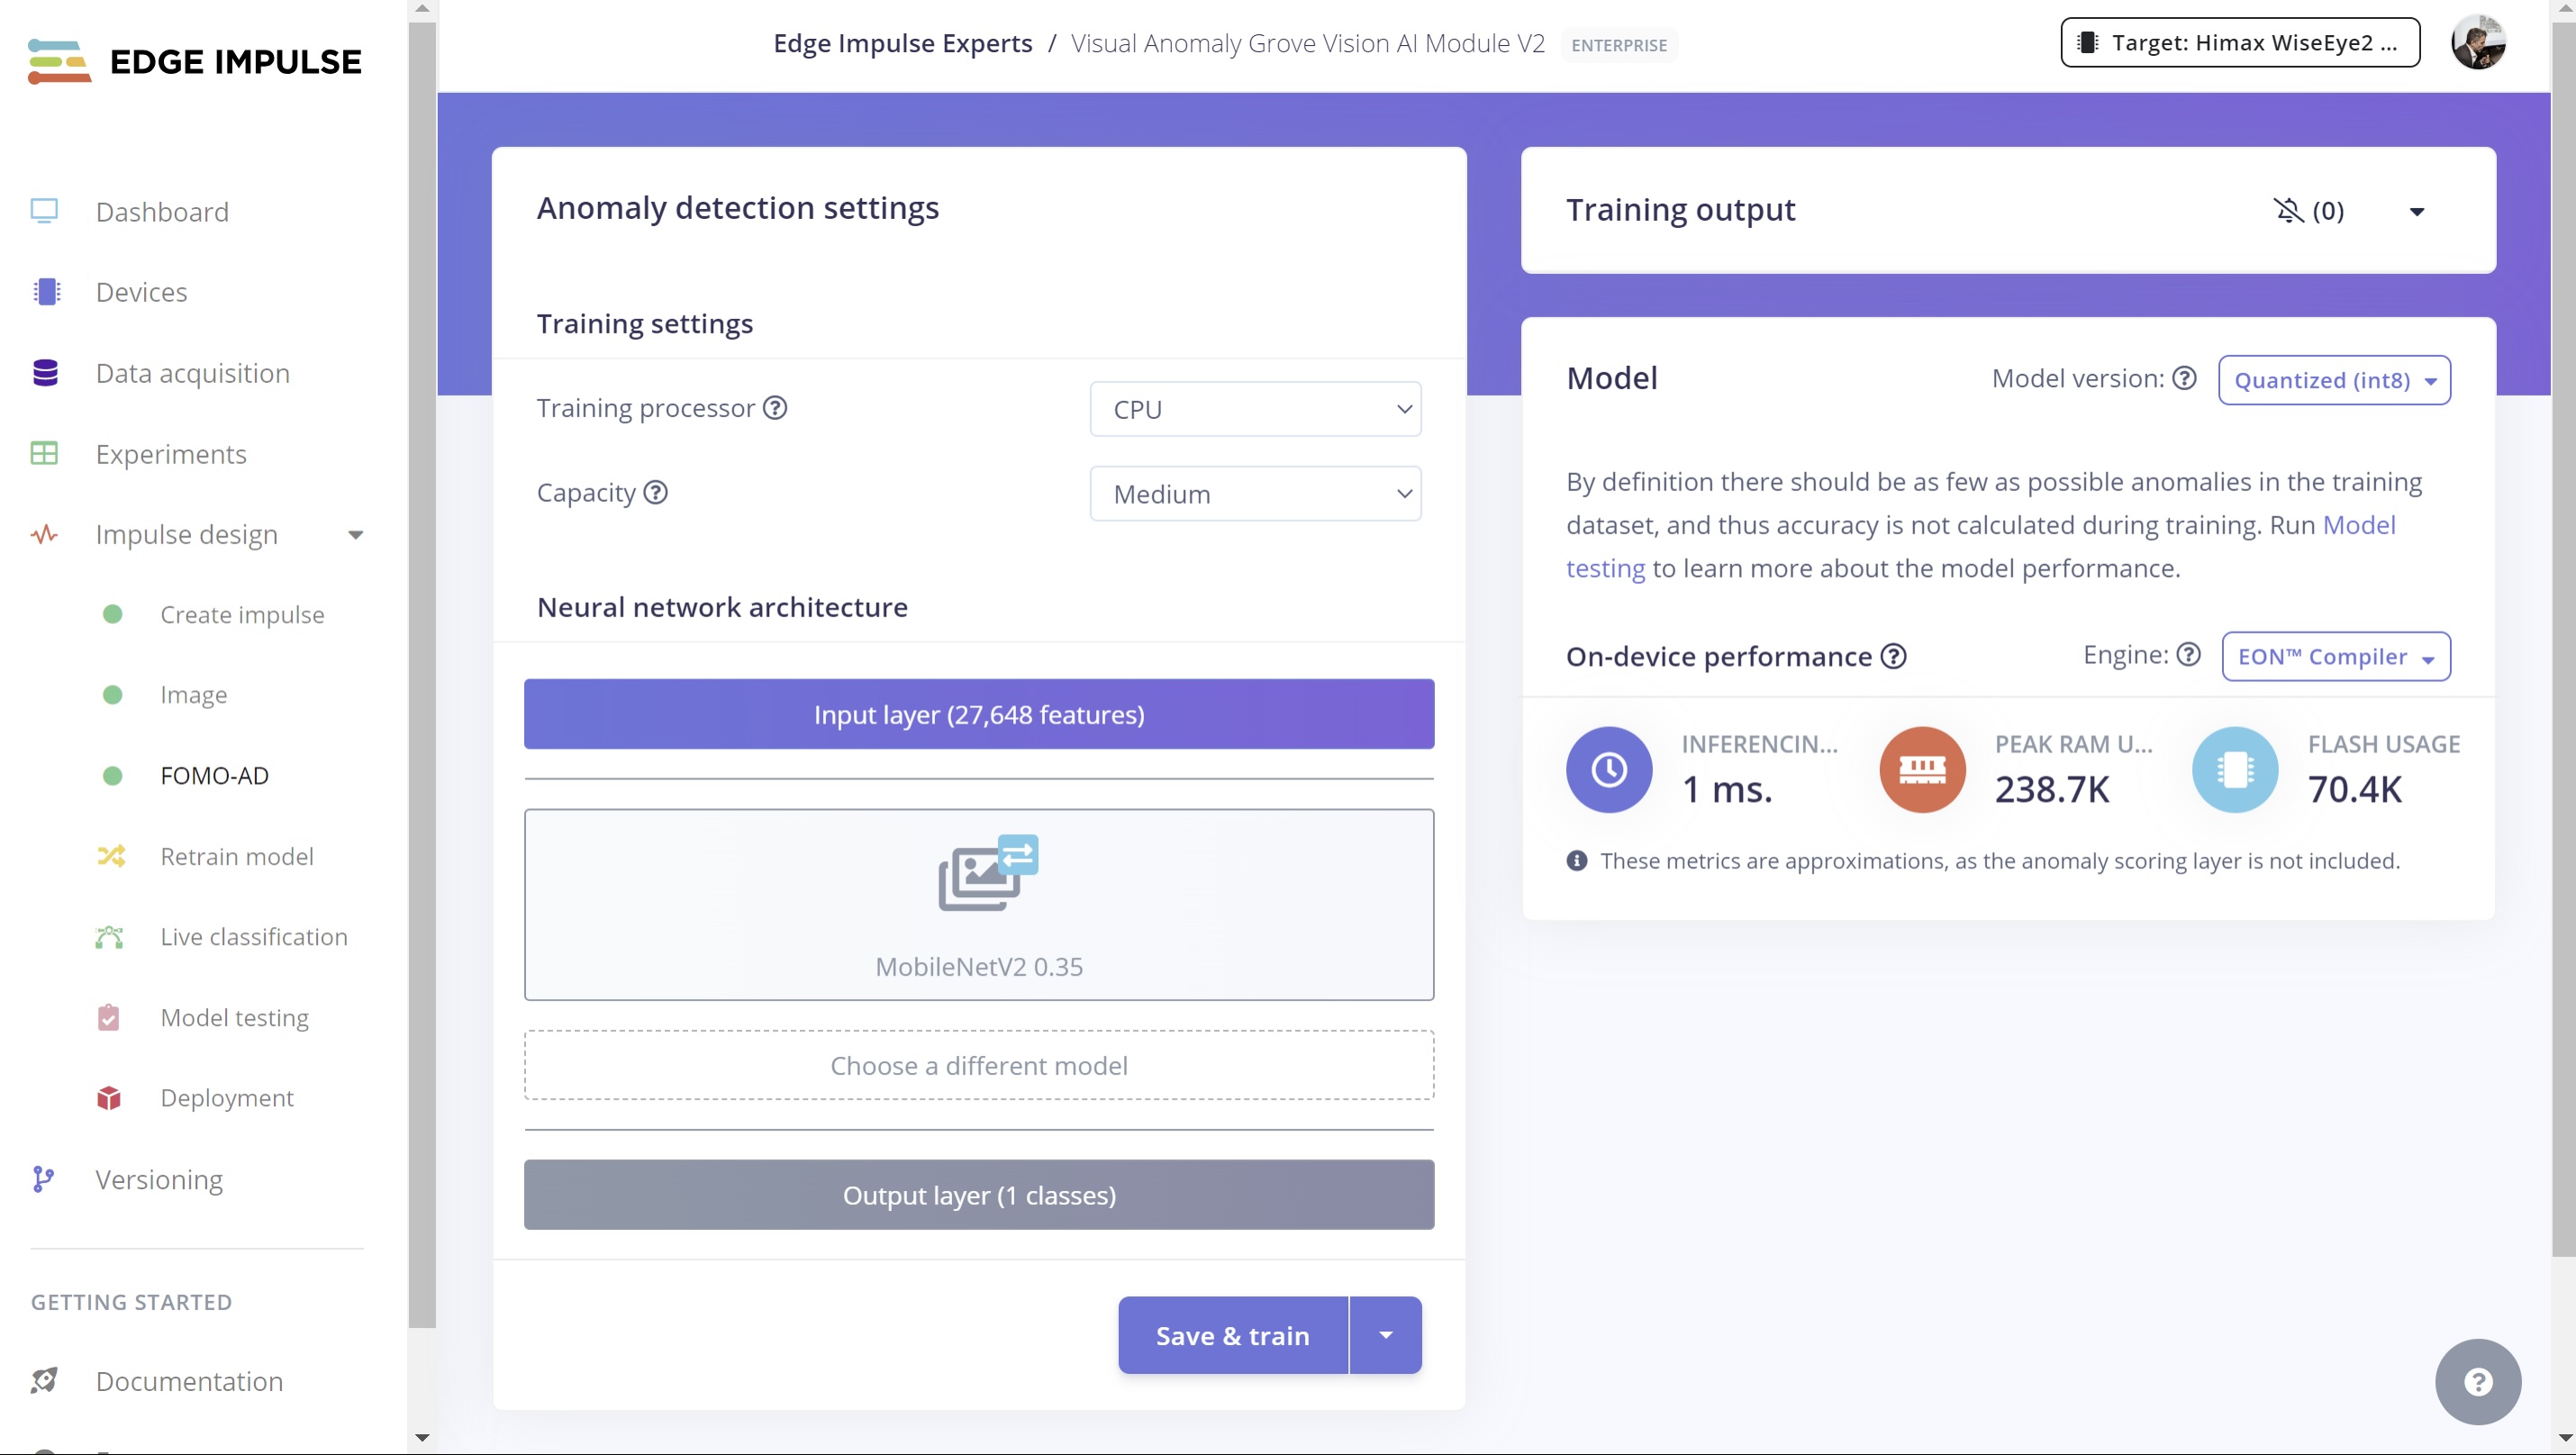 EDGE IMPULSE
Dashboard
Devices
Data acquisition
Experiments
Impulse design
Create impulse
Image
FOMO-AD
Retrain model
Live classification
Model testing
Deployment
Versioning
GETTING STARTED
Documentation
Edge Impulse Experts / Visual Anomaly Grove Vision AI Module V2 ENTERPRISE
Target: Himax WiseEye2 ...
Anomaly detection settings
Training settings
Training processor ?
CPU
Capacity ?
Medium
Neural network architecture
Input layer (27,648 features)
MobileNetV2 0.35
Choose a different model
Output layer (1 classes)
Save & train
Training output
(0)
Model
Model version: ?
Quantized (int8)
By definition there should be as few as possible anomalies in the training
dataset, and thus accuracy is not calculated during training. Run Model
testing to learn more about the model performance.
On-device performance ?
Engine: ?
EON™ Compiler
INFERENCIN...
1 ms.
PEAK RAM U...
238.7K
FLASH USAGE
70.4K
These metrics are approximations, as the anomaly scoring layer is not included.
?